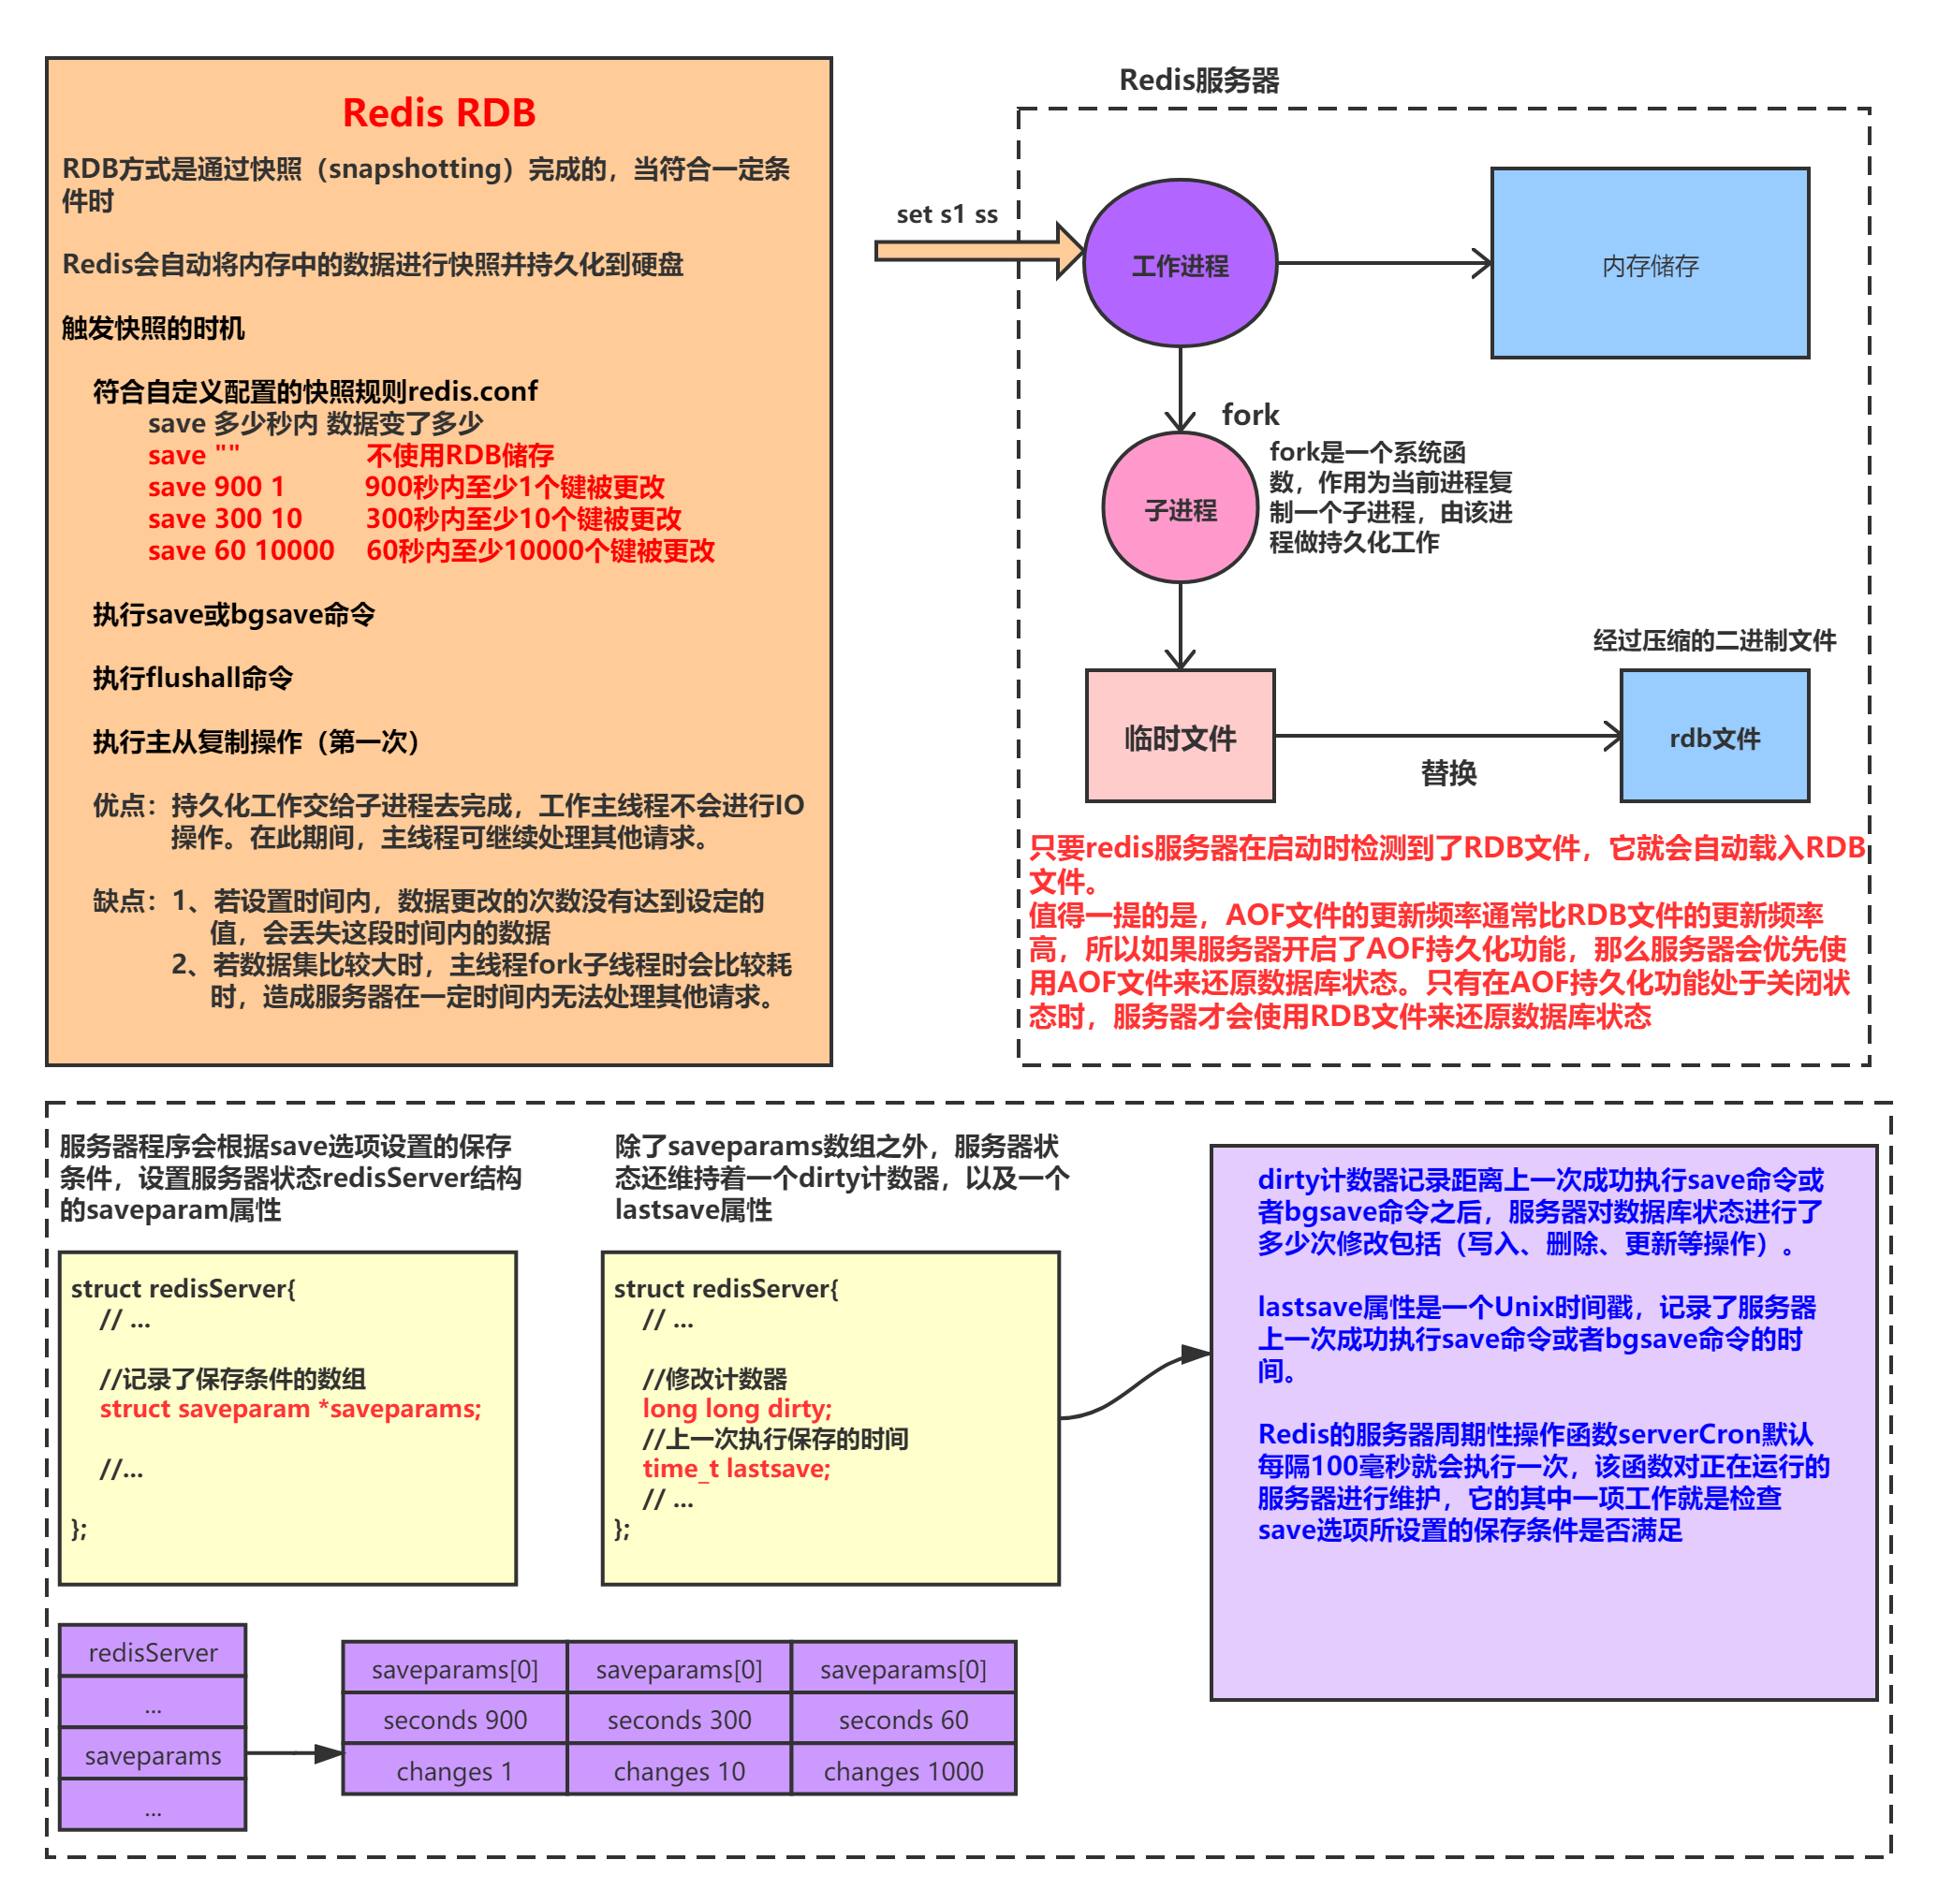 Redis RDB
RDB方式是通过快照（snapshotting）完成的，当符合一定条
件时
Redis会自动将内存中的数据进行快照并持久化到硬盘
触发快照的时机
符合自定义配置的快照规则redis.conf
save 多少秒内 数据变了多少
save "" 不使用RDB储存
save 900 1 900秒内至少1个键被更改
save 300 10 300秒内至少10个键被更改
save 60 10000 60秒内至少10000个键被更改
执行save或bgsave命令
执行flushall命令
执行主从复制操作（第一次）
优点：持久化工作交给子进程去完成，工作主线程不会进行IO
操作。在此期间，主线程可继续处理其他请求。
缺点：1、若设置时间内，数据更改的次数没有达到设定的
值，会丢失这段时间内的数据
2、若数据集比较大时，主线程fork子线程时会比较耗
时，造成服务器在一定时间内无法处理其他请求。
Redis服务器
set s1 ss
工作进程
内存储存
fork
fork是一个系统函
数，作用为当前进程复
制一个子进程，由该进
程做持久化工作
子进程
经过压缩的二进制文件
临时文件
替换
rdb文件
只要redis服务器在启动时检测到了RDB文件，它就会自动载入RDB
文件。
值得一提的是，AOF文件的更新频率通常比RDB文件的更新频率
高，所以如果服务器开启了AOF持久化功能，那么服务器会优先使
用AOF文件来还原数据库状态。只有在AOF持久化功能处于关闭状
态时，服务器才会使用RDB文件来还原数据库状态
服务器程序会根据save选项设置的保存
条件，设置服务器状态redisServer结构
的saveparam属性
struct redisServer{
// ...
//记录了保存条件的数组
struct saveparam *saveparams;
//...
};
除了saveparams数组之外，服务器状
态还维持着一个dirty计数器，以及一个
lastsave属性
struct redisServer{
// ...
//修改计数器
long long dirty;
//上一次执行保存的时间
time_t lastsave;
// ...
};
dirty计数器记录距离上一次成功执行save命令或
者bgsave命令之后，服务器对数据库状态进行了
多少次修改包括（写入、删除、更新等操作）。
lastsave属性是一个Unix时间戳，记录了服务器
上一次成功执行save命令或者bgsave命令的时
间。
Redis的服务器周期性操作函数serverCron默认
每隔100毫秒就会执行一次，该函数对正在运行的
服务器进行维护，它的其中一项工作就是检查
save选项所设置的保存条件是否满足
redisServer
...
saveparams
...
saveparams[0] saveparams[0] saveparams[0]
seconds 900 seconds 300 seconds 60
changes 1 changes 10 changes 1000